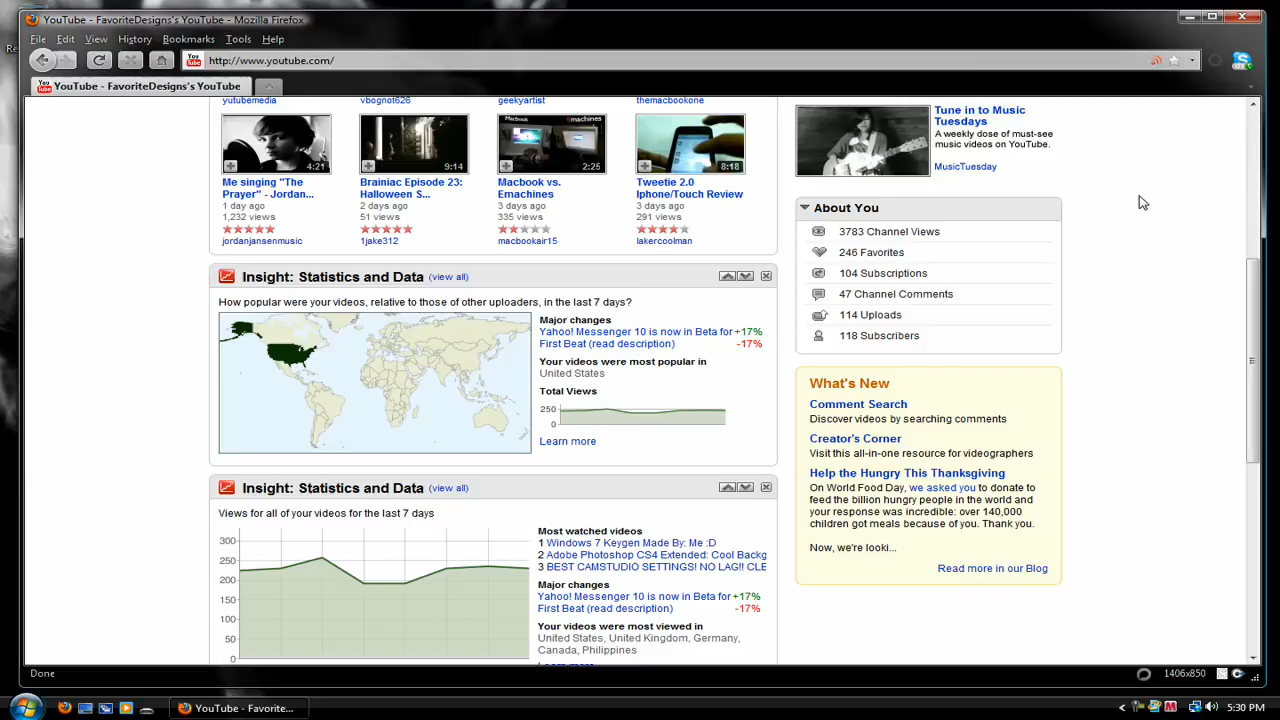 YouTube - FavoriteDesigns's YouTube - Mozilla Firefox
File Edit View History Bookmarks Tools Help
You Tube http://www.youtube.com/
YouTube - FavoriteDesigns's YouTube
yutubemedia vbognot626 geekyartist themacbookone
4:21 9:14 2:25 8:18
Me singing "The Prayer" - Jordan...
1 day ago
1,232 views
jordanjansenmusic
Brainiac Episode 23: Halloween S...
2 days ago
51 views
1jake312
Macbook vs. Emachines
3 days ago
335 views
macbookair15
Tweetie 2.0 Iphone/Touch Review
3 days ago
291 views
lakercoolman
Insight: Statistics and Data (view all)
How popular were your videos, relative to those of other uploaders, in the last 7 days?
Major changes
Yahoo! Messenger 10 is now in Beta for +17%
First Beat (read description) -17%
Your videos were most popular in
United States
Total Views
250
0
Learn more
Insight: Statistics and Data (view all)
Views for all of your videos for the last 7 days
300
250
200
150
100
50
0
Most watched videos
1 Windows 7 Keygen Made By: Me :D
2 Adobe Photoshop CS4 Extended: Cool Backg
3 BEST CAMSTUDIO SETTINGS! NO LAG!! CLE
Major changes
Yahoo! Messenger 10 is now in Beta for +17%
First Beat (read description) -17%
Your videos were most viewed in
United States, United Kingdom, Germany,
Canada, Philippines
Tune in to Music
Tuesdays
A weekly dose of must-see
music videos on YouTube.
MusicTuesday
About You
3783 Channel Views
246 Favorites
104 Subscriptions
47 Channel Comments
114 Uploads
118 Subscribers
What's New
Comment Search
Discover videos by searching comments
Creator's Corner
Visit this all-in-one resource for videographers
Help the Hungry This Thanksgiving
On World Food Day, we asked you to donate to
feed the billion hungry people in the world and
your response was incredible: over 140,000
children got meals because of you. Thank you.
Now, we're looki...
Read more in our Blog
Done
1406x850
YouTube - Favorite...
5:30 PM